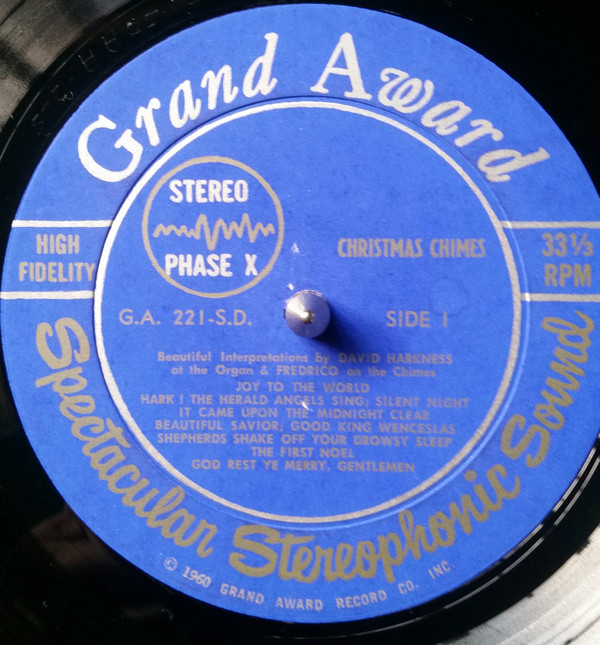 Grand Award
STEREO
PHASE X
HIGH
FIDELITY
CHRISTMAS CHIMES
33⅓
RPM
G.A. 221-S.D.
SIDE 1
Beautiful Interpretations by DAVID HARKNESS
at the Organ & FREDRICO on the Chimes
JOY TO THE WORLD
HARK! THE HERALD ANGELS SING; SILENT NIGHT
IT CAME UPON THE MIDNIGHT CLEAR
BEAUTIFUL SAVIOR; GOOD KING WENCESLAS
SHEPHERDS SHAKE OFF YOUR DROWSY SLEEP
THE FIRST NOEL
GOD REST YE MERRY, GENTLEMEN
Spectacular Stereophonic Sound
© 1960 GRAND AWARD RECORD CO. INC.